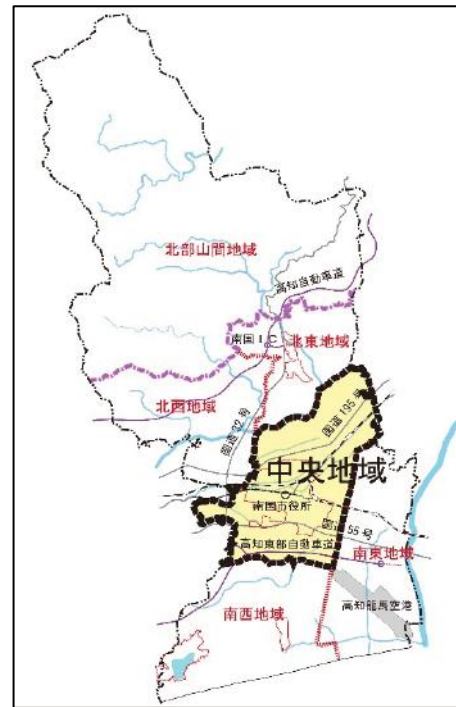 北部山間地域
高知自動車道
南国IC
北東地域
北西地域
国道32号
国道195号
中央地域
南国市役所
国道55号
高知東部自動車道
南東地域
高知龍馬空港
南西地域